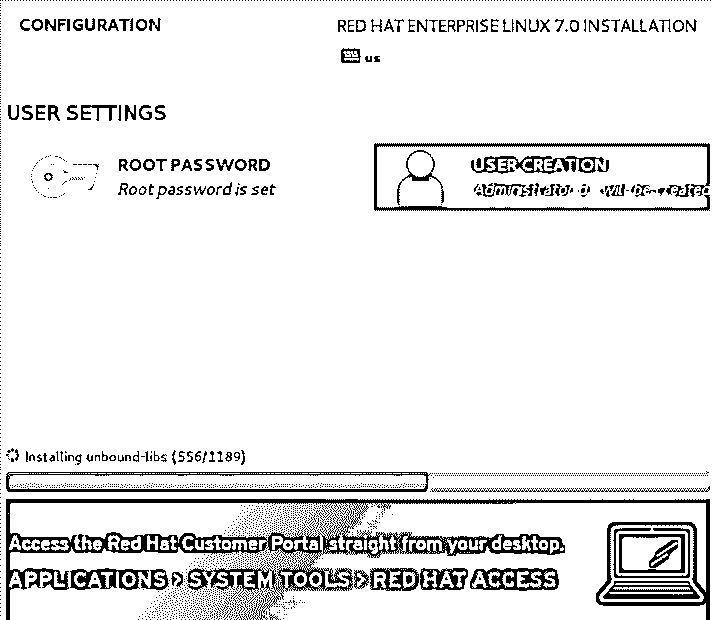 CONFIGURATION
RED HAT ENTERPRISE LINUX 7.0 INSTALLATION
us
USER SETTINGS
ROOT PASSWORD
Root password is set
USER CREATION
Administrator will be created
Installing unbound-libs (556/1189)
Access the Red Hat Customer Portal straight from your desktop.
APPLICATIONS > SYSTEM TOOLS > RED HAT ACCESS